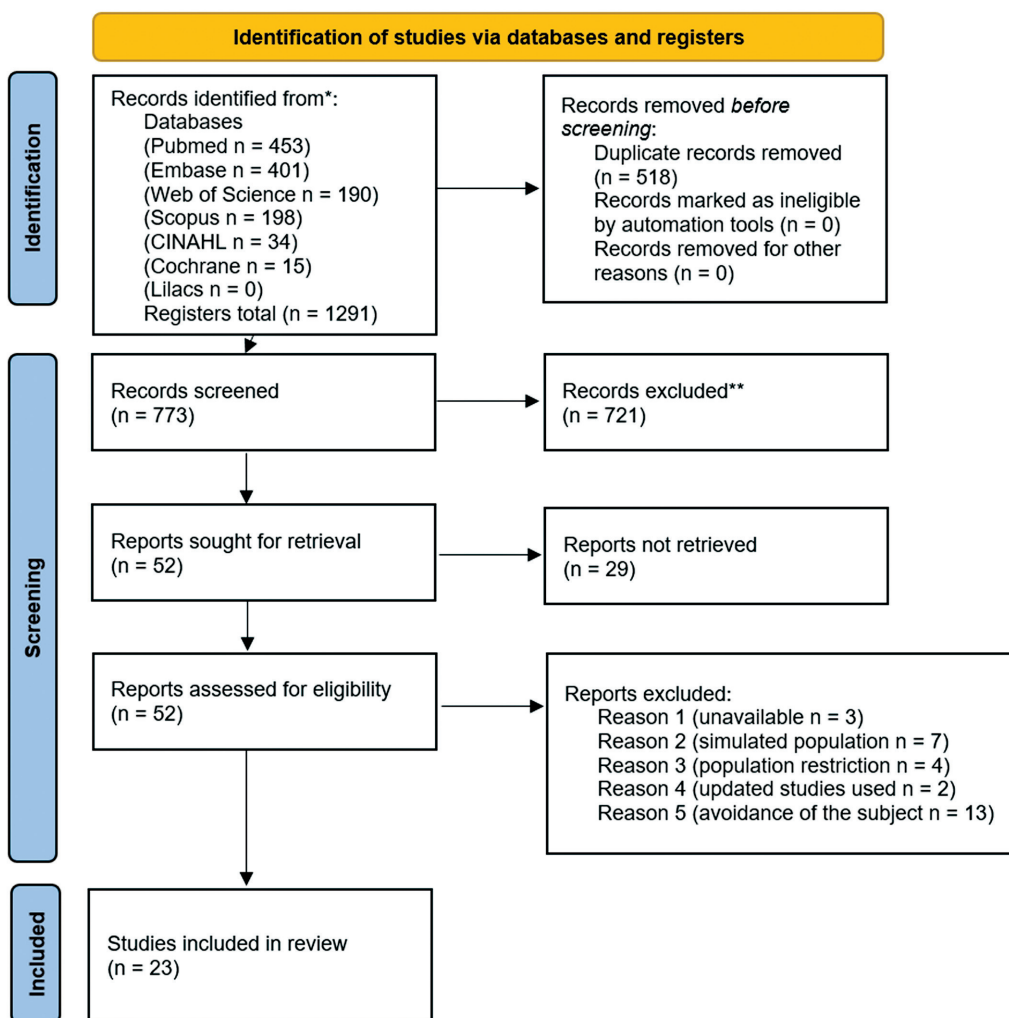 Identification of studies via databases and registers
Identification
Records identified from*:
Databases
(Pubmed n = 453)
(Embase n = 401)
(Web of Science n = 190)
(Scopus n = 198)
(CINAHL n = 34)
(Cochrane n = 15)
(Lilacs n = 0)
Registers total (n = 1291)
Records removed before
screening:
Duplicate records removed
(n = 518)
Records marked as ineligible
by automation tools (n = 0)
Records removed for other
reasons (n = 0)
Screening
Records screened
(n = 773)
Records excluded**
(n = 721)
Reports sought for retrieval
(n = 52)
Reports not retrieved
(n = 29)
Reports assessed for eligibility
(n = 52)
Reports excluded:
Reason 1 (unavailable n = 3)
Reason 2 (simulated population n = 7)
Reason 3 (population restriction n = 4)
Reason 4 (updated studies used n = 2)
Reason 5 (avoidance of the subject n = 13)
Included
Studies included in review
(n = 23)